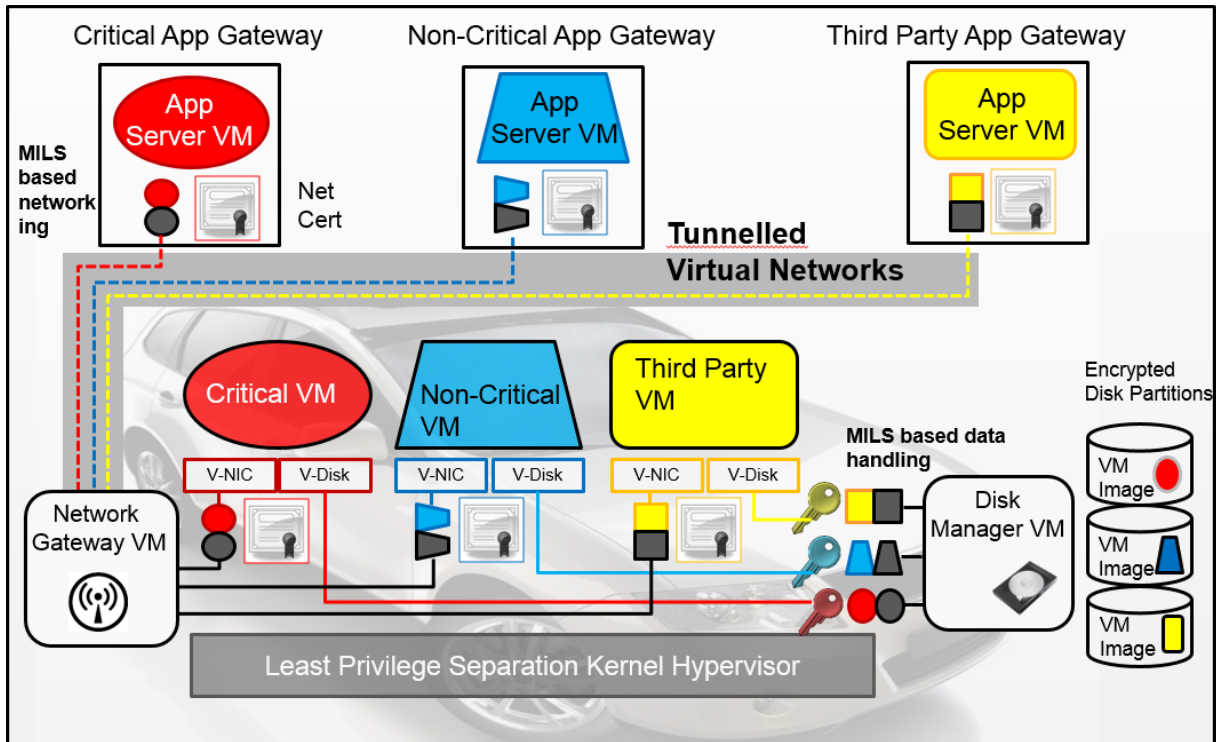 Critical App Gateway
Non-Critical App Gateway
Third Party App Gateway
App
Server VM
App
Server VM
App
Server VM
MILS
based
network
ing
Net
Cert
Tunnelled
Virtual Networks
Critical VM
Non-Critical
VM
Third Party
VM
Encrypted
Disk Partitions
MILS based data
handling
V-NIC
V-Disk
V-NIC
V-Disk
V-NIC
V-Disk
Network
Gateway VM
Disk
Manager VM
VM
Image
VM
Image
VM
Image
Least Privilege Separation Kernel Hypervisor